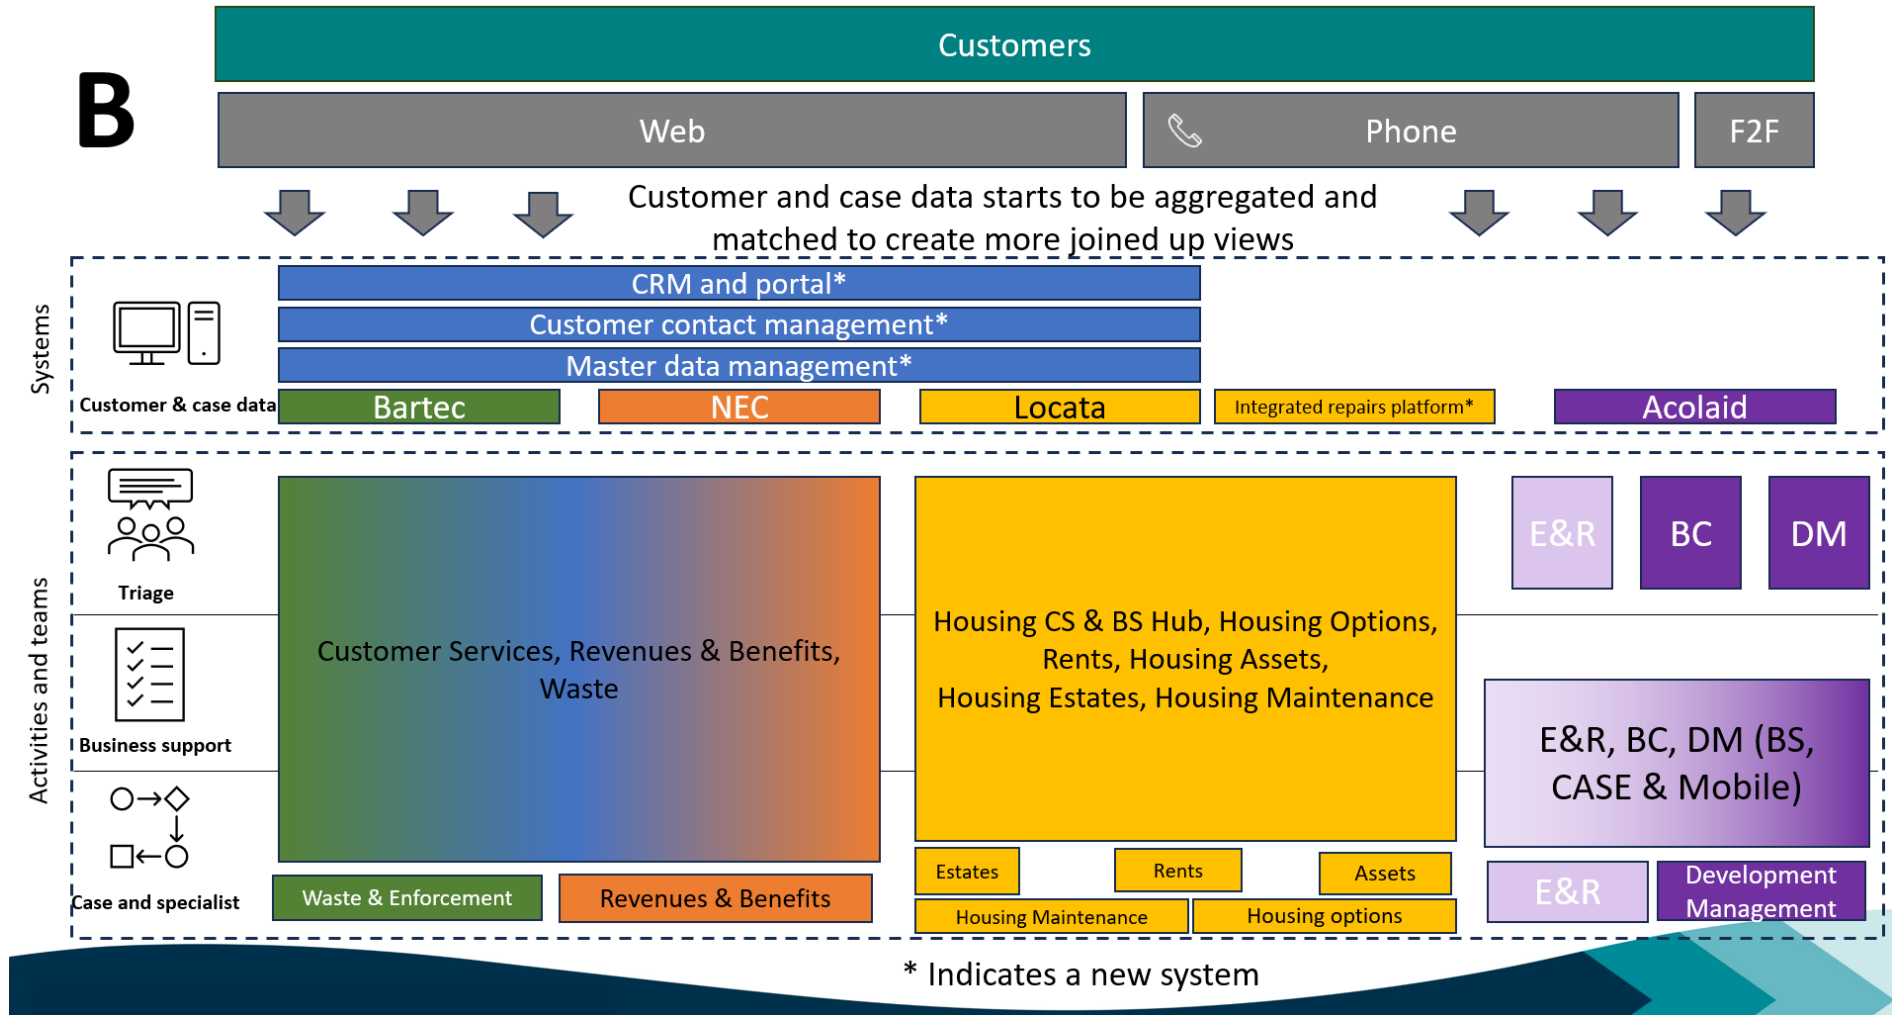 Customers
B
Web
Phone
F2F
Customer and case data starts to be aggregated and
matched to create more joined up views
Systems
CRM and portal*
Customer contact management*
Master data management*
Customer & case data
Bartec
NEC
Locata
Integrated repairs platform*
Acolaid
Activities and teams
Triage
Business support
Case and specialist
Customer Services, Revenues & Benefits,
Waste
Housing CS & BS Hub, Housing Options,
Rents, Housing Assets,
Housing Estates, Housing Maintenance
E&R
BC
DM
E&R, BC, DM (BS,
CASE & Mobile)
Waste & Enforcement
Revenues & Benefits
Estates
Rents
Assets
Housing Maintenance
Housing options
E&R
Development
Management
* Indicates a new system